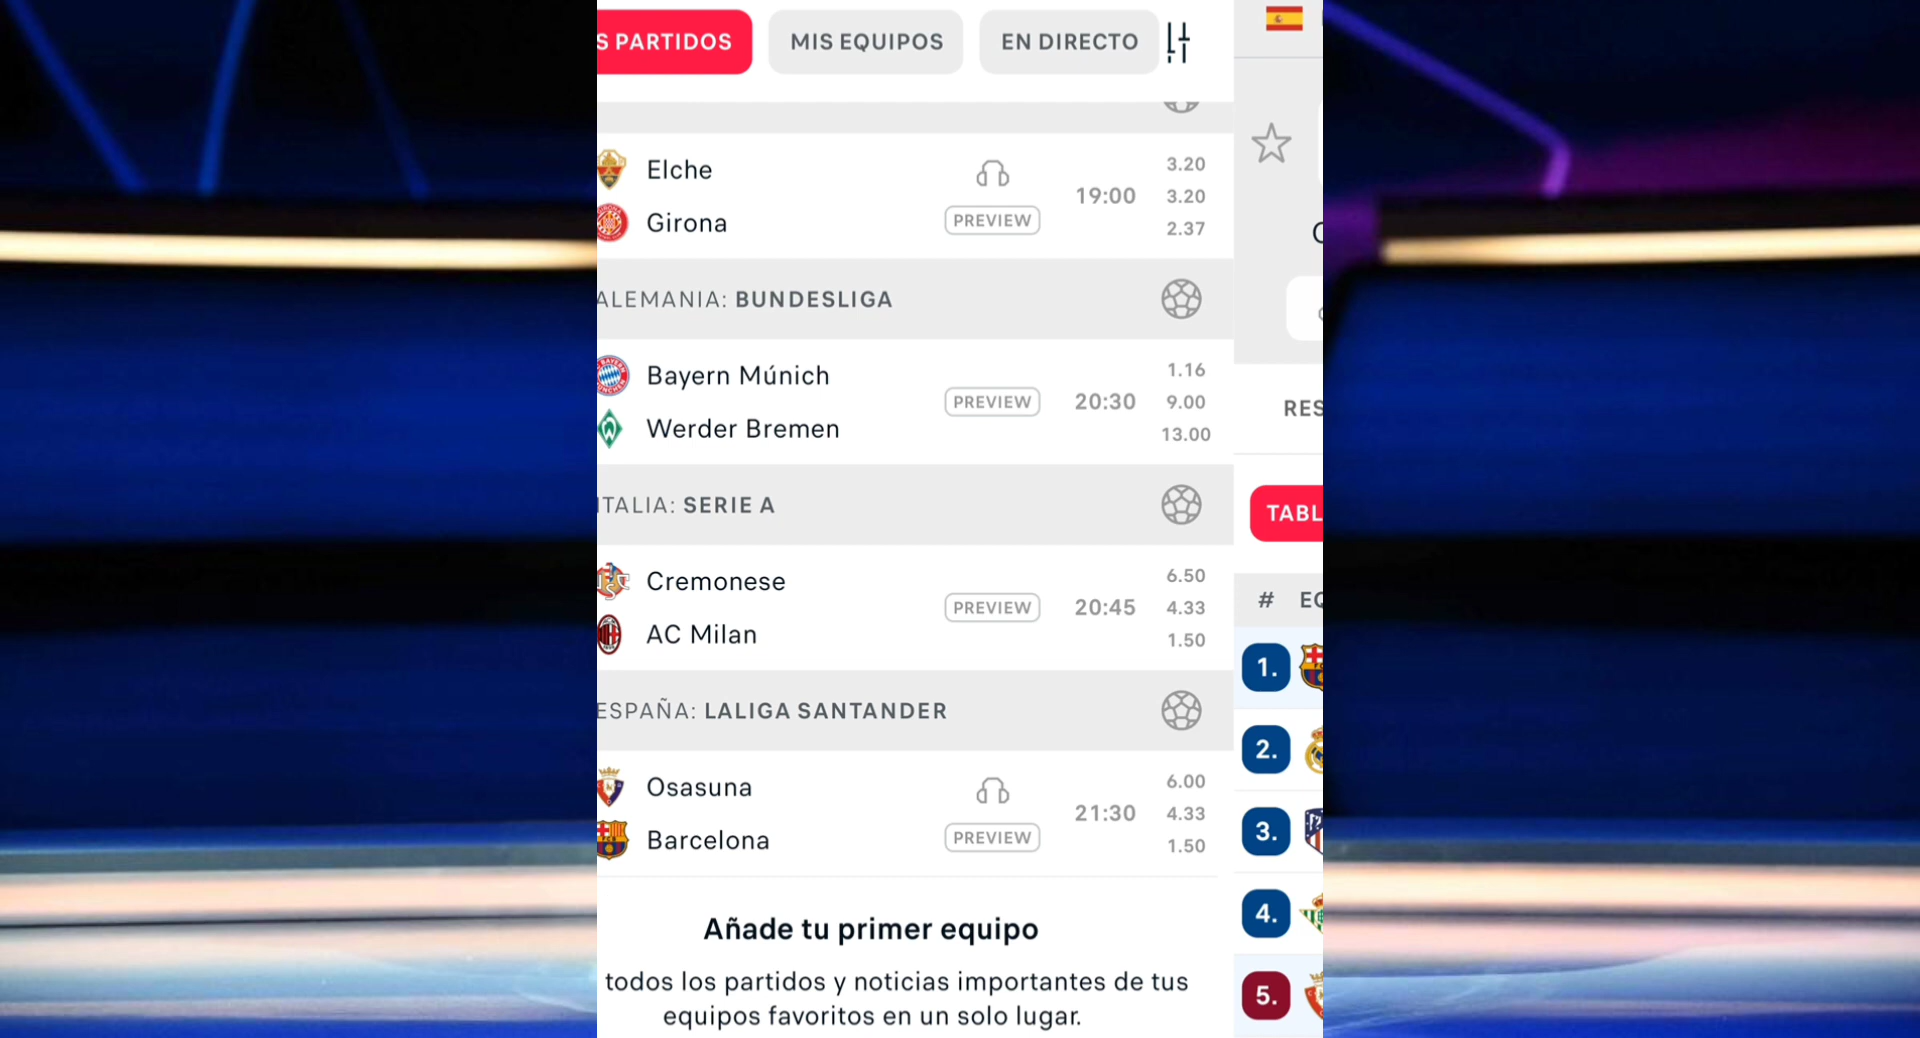 S PARTIDOS
MIS EQUIPOS
EN DIRECTO
Elche
Girona
PREVIEW
19:00
3.20
3.20
2.37
ALEMANIA: BUNDESLIGA
Bayern Múnich
Werder Bremen
PREVIEW
20:30
1.16
9.00
13.00
ITALIA: SERIE A
Cremonese
AC Milan
PREVIEW
20:45
6.50
4.33
1.50
ESPAÑA: LALIGA SANTANDER
Osasuna
Barcelona
PREVIEW
21:30
6.00
4.33
1.50
Añade tu primer equipo
todos los partidos y noticias importantes de tus
equipos favoritos en un solo lugar.
RES
TABL
# EQ
1.
2.
3.
4.
5.